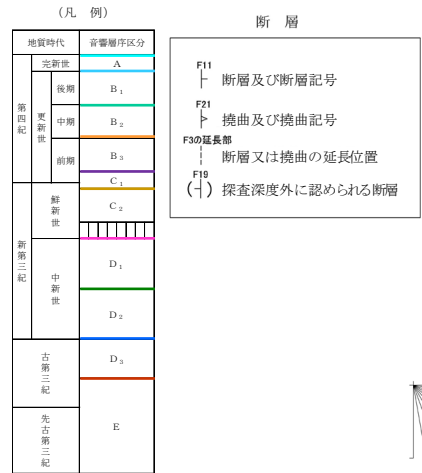 (凡 例)
地質時代 音響層序区分
第四紀 完新世 A
更新世 後期 B₁
中期 B₂
前期 B₃
新第三紀 鮮新世 C₁
C₂
中新世 D₁
D₂
古第三紀 D₃
先古第三紀 E
断 層
F11
断層及び断層記号
F21
撓曲及び撓曲記号
F3の延長部
断層又は撓曲の延長位置
F19
探査深度外に認められる断層